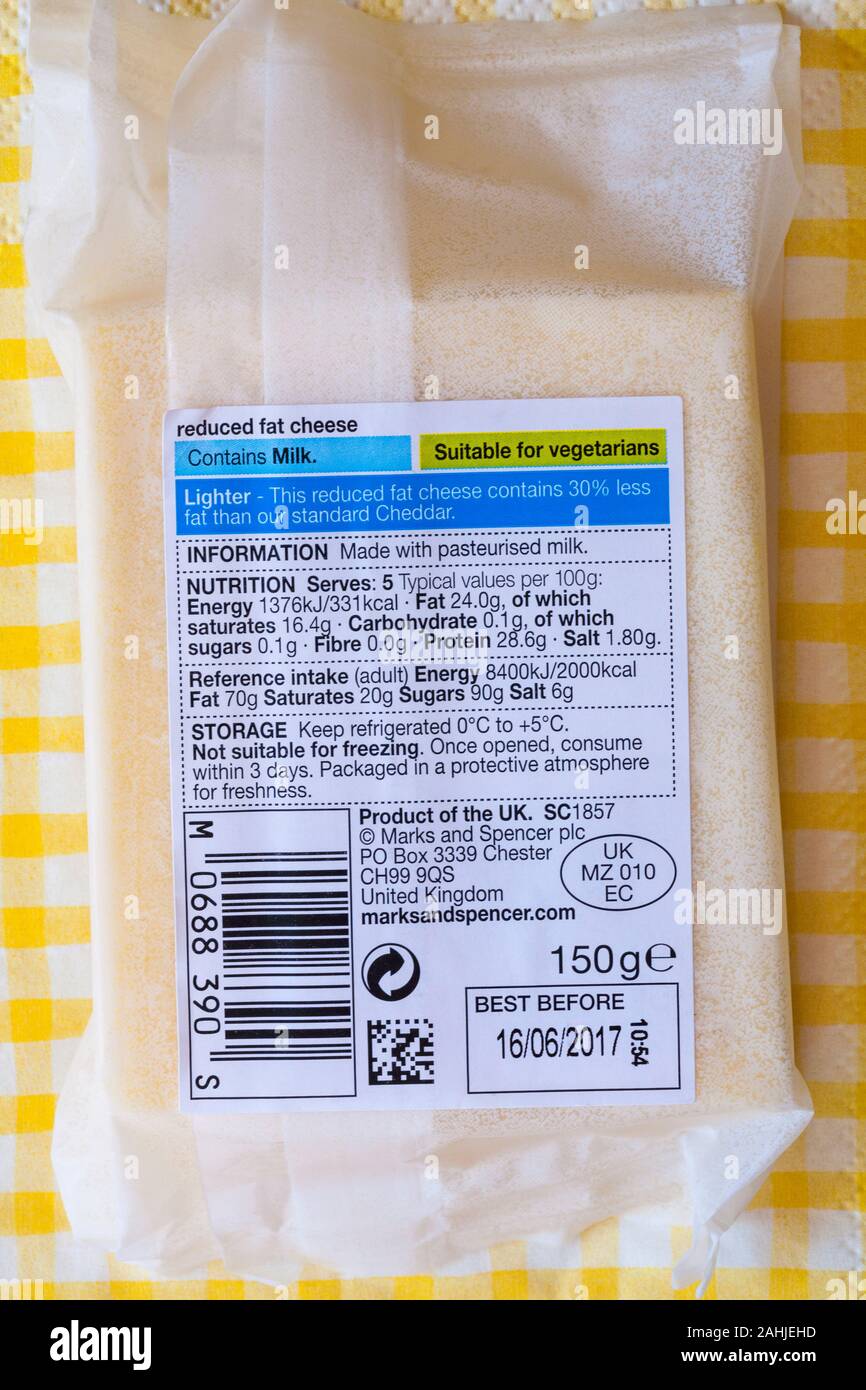 reduced fat cheese
Contains Milk.
Suitable for vegetarians
Lighter - This reduced fat cheese contains 30% less
fat than our standard Cheddar.
INFORMATION Made with pasteurised milk.
NUTRITION Serves: 5 Typical values per 100g:
Energy 1376kJ/331kcal · Fat 24.0g, of which
saturates 16.4g · Carbohydrate 0.1g, of which
sugars 0.1g · Fibre 0.0g · Protein 28.6g · Salt 1.80g.
Reference intake (adult) Energy 8400kJ/2000kcal
Fat 70g Saturates 20g Sugars 90g Salt 6g
STORAGE Keep refrigerated 0°C to +5°C.
Not suitable for freezing. Once opened, consume
within 3 days. Packaged in a protective atmosphere
for freshness.
M 0688 390 S
Product of the UK. SC1857
© Marks and Spencer plc
PO Box 3339 Chester
CH99 9QS
United Kingdom
marksandspencer.com
UK
MZ 010
EC
150g℮
BEST BEFORE
16/06/2017 10:54
a
alamy
a
alamy
alamy
Image ID: 2AHJEHD
www.alamy.com